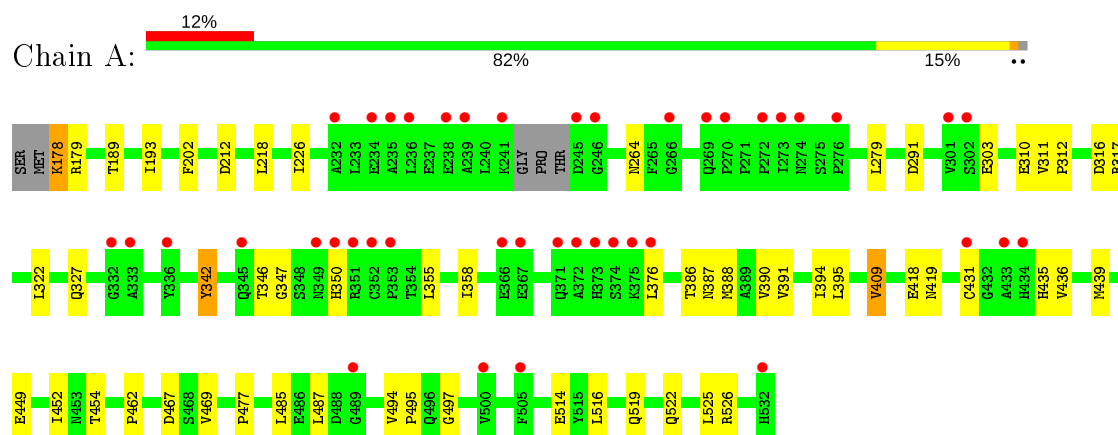 12%
Chain A:
82% 15% ••
SER MET K178 R179 T189 I193 F202 D212 L218 I226 A232 L233 E234 A235 L236 E237 E238 A239 L240 K241 GLY PRO THR D245 G246 N264 F265 G266 Q269 P270 P271 P272 I273 N274 S275 P276 L279 D291 V301 S302 E303 E310 V311 P312 D316
L322 Q327 G332 A333 Y336 Y342 Q345 T346 G347 S348 N349 H350 R351 C352 P353 T354 L355 I358 E366 E367 Q371 A372 H373 S374 K375 L376 T386 N387 M388 A389 V390 V391 I394 L395 V409 E418 N419 C431 G432 A433 H434 H435 V436 M439
E449 I452 N453 T454 P462 D467 S468 V469 P477 L485 E486 L487 D488 G489 V494 P495 Q496 G497 V500 F505 E514 Y515 L516 Q519 Q522 L525 R526 H532